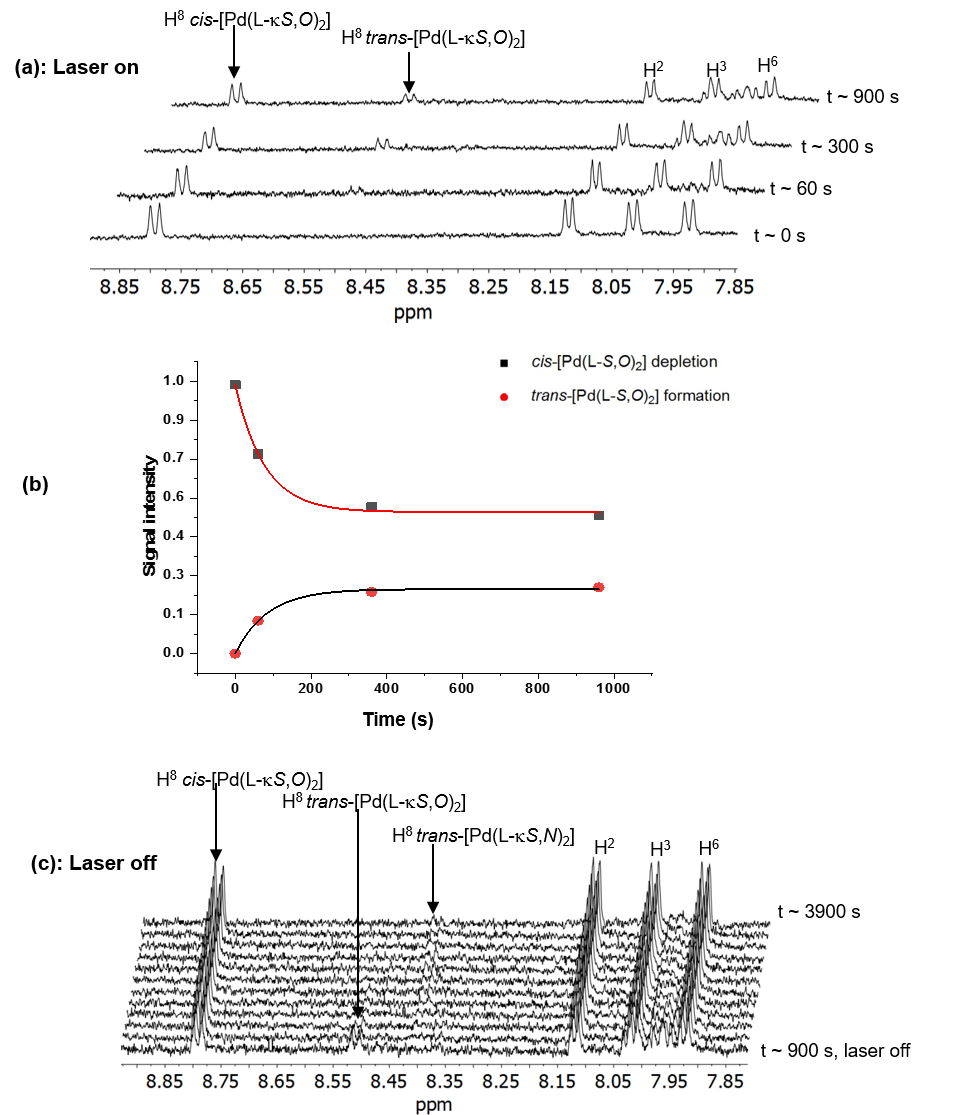 H⁸ cis-[Pd(L-κS,O)₂]
H⁸ trans-[Pd(L-κS,O)₂]
(a): Laser on
H²
H³
H⁶
t ~ 900 s
t ~ 300 s
t ~ 60 s
t ~ 0 s
8.85 8.75 8.65 8.55 8.45 8.35 8.25 8.15 8.05 7.95 7.85
ppm
cis-[Pd(L-S,O)₂] depletion
trans-[Pd(L-S,O)₂] formation
(b)
Signal intensity
1.0
0.9
0.7
0.6
0.4
0.3
0.1
0.0
0 200 400 600 800 1000
Time (s)
H⁸ cis-[Pd(L-κS,O)₂]
H⁸ trans-[Pd(L-κS,O)₂]
H⁸ trans-[Pd(L-κS,N)₂]
(c): Laser off
H²
H³
H⁶
t ~ 3900 s
t ~ 900 s, laser off
8.85 8.75 8.65 8.55 8.45 8.35 8.25 8.15 8.05 7.95 7.85
ppm